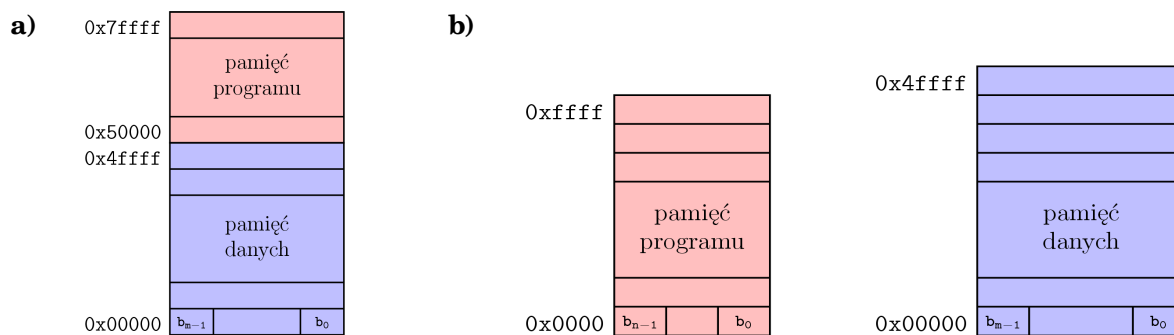 a)
0x7ffff
pamięć
programu
0x50000
0x4ffff
pamięć
danych
0x00000
bm−1
b0
b)
0xffff
pamięć
programu
0x0000
bn−1
b0
0x4ffff
pamięć
danych
0x00000
bm−1
b0